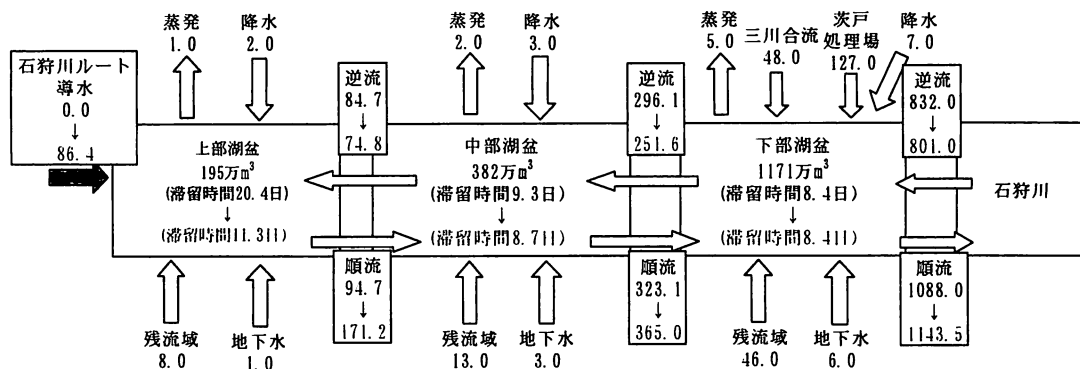 石狩川ルート
導水
0.0
↓
86.4
蒸発
1.0
降水
2.0
上部湖盆
195万m³
(滞留時間20.4日)
↓
(滞留時間11.3日)
残流域
8.0
地下水
1.0
逆流
84.7
↓
74.8
順流
94.7
↓
171.2
蒸発
2.0
降水
3.0
中部湖盆
382万m³
(滞留時間9.3日)
↓
(滞留時間8.7日)
残流域
13.0
地下水
3.0
逆流
296.1
↓
251.6
順流
323.1
↓
365.0
蒸発
5.0
三川合流
48.0
茨戸
処理場
127.0
降水
7.0
下部湖盆
1171万m³
(滞留時間8.4日)
↓
(滞留時間8.4日)
残流域
46.0
地下水
6.0
逆流
832.0
↓
801.0
順流
1088.0
↓
1143.5
石狩川